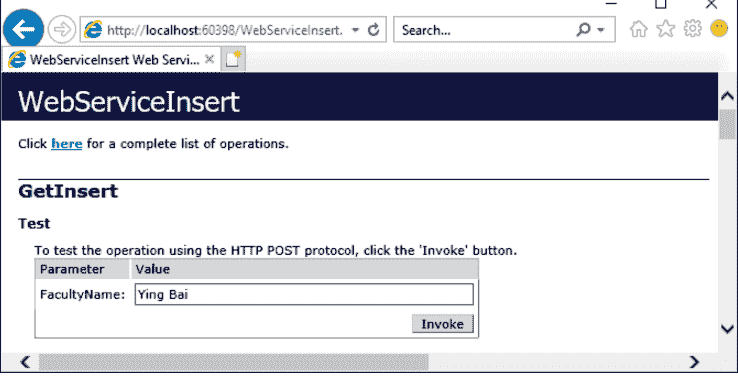 http://localhost:60398/WebServiceInsert.
Search...
WebServiceInsert Web Servi...
WebServiceInsert
Click here for a complete list of operations.
GetInsert
Test
To test the operation using the HTTP POST protocol, click the 'Invoke' button.
Parameter Value
FacultyName: Ying Bai
Invoke